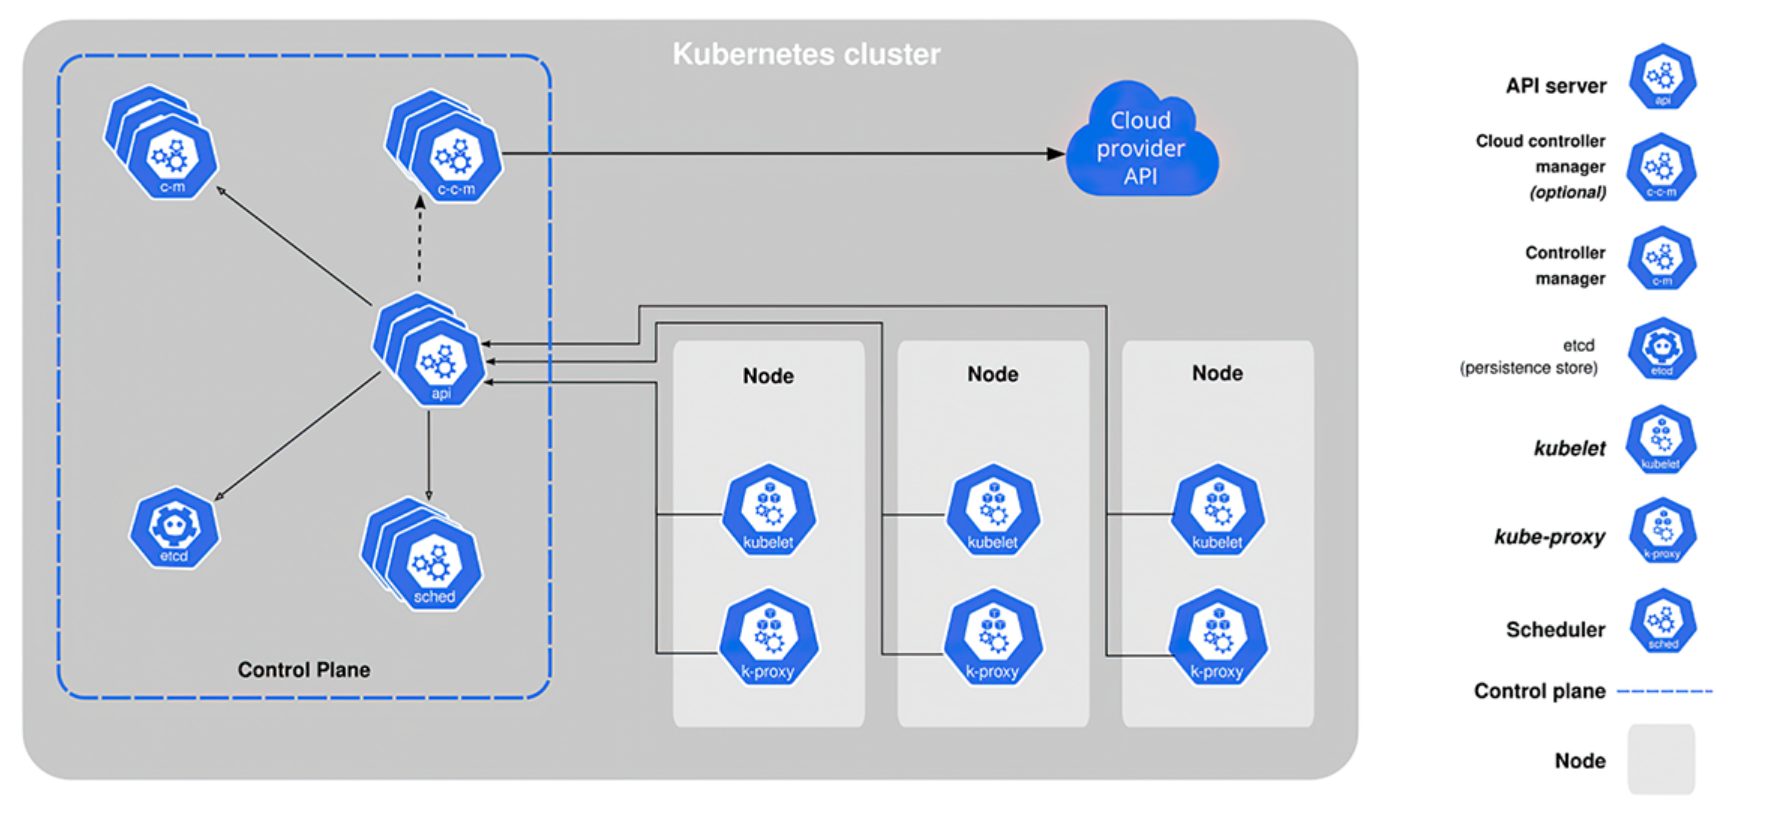 Kubernetes cluster
c-m
c-c-m
Cloud
provider
API
api
etcd
sched
Control Plane
Node
kubelet
k-proxy
Node
kubelet
k-proxy
Node
kubelet
k-proxy
API server
api
Cloud controller
manager
(optional)
c-c-m
Controller
manager
c-m
etcd
(persistence store)
etcd
kubelet
kubelet
kube-proxy
k-proxy
Scheduler
sched
Control plane
Node